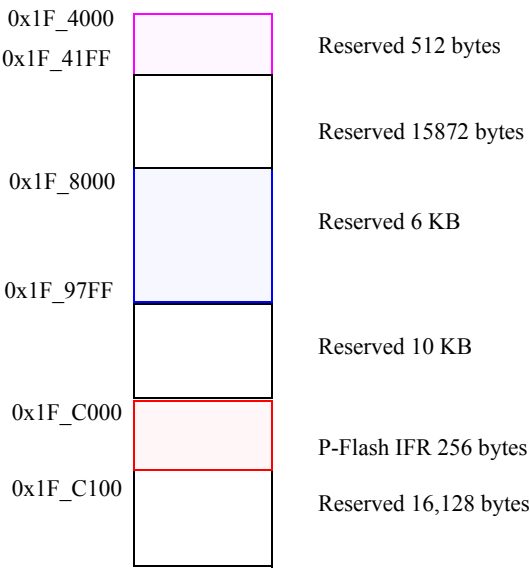 0x1F_4000
Reserved 512 bytes
0x1F_41FF
Reserved 15872 bytes
0x1F_8000
Reserved 6 KB
0x1F_97FF
Reserved 10 KB
0x1F_C000
P-Flash IFR 256 bytes
0x1F_C100
Reserved 16,128 bytes